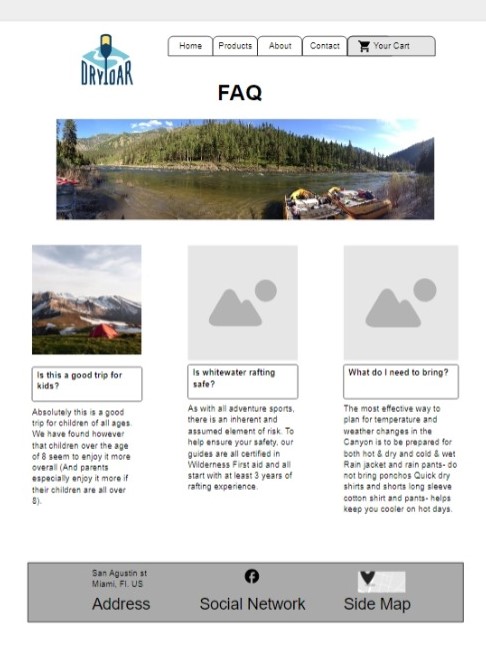 DRYOAR
Home Products About Contact Your Cart
FAQ
Is this a good trip for
kids?
Absolutely this is a good
trip for children of all ages.
We have found however
that children over the age
of 8 seem to enjoy it more
overall (And parents
especially enjoy it more if
their children are all over
8).
Is whitewater rafting
safe?
As with all adventure sports,
there is an inherent and
assumed element of risk. To
help ensure your safety, our
guides are all certified in
Wilderness First aid and all
start with at least 3 years of
rafting experience.
What do I need to bring?
The most effective way to
plan for temperature and
weather changes in the
Canyon is to be prepared for
both hot & dry and cold & wet
Rain jacket and rain pants- do
not bring ponchos Quick dry
shirts and shorts long sleeve
cotton shirt and pants- helps
keep you cooler on hot days.
San Agustin st
Miami, Fl. US
Address
Social Network
Side Map